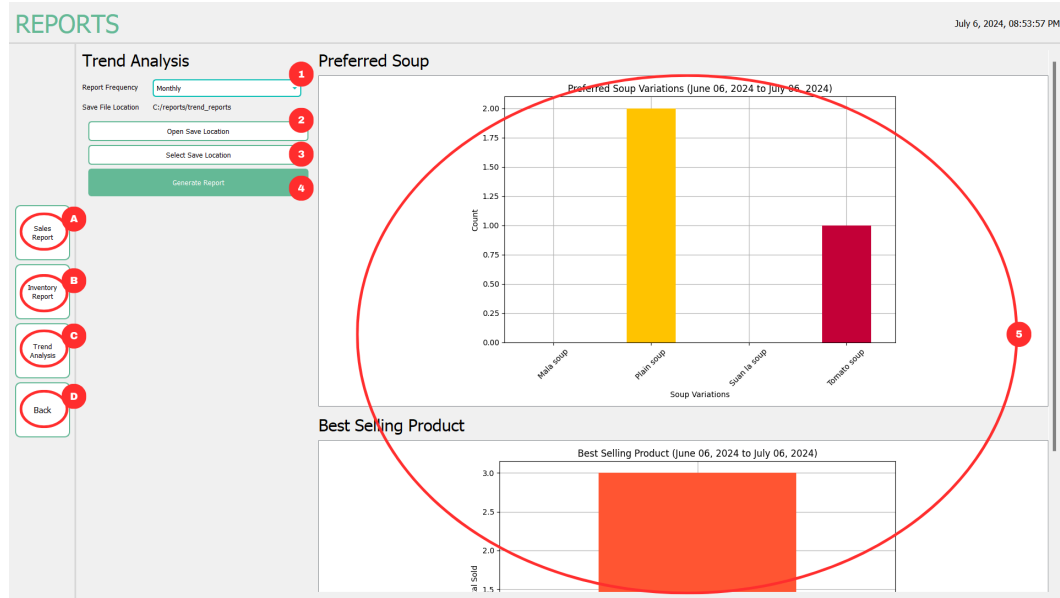 REPORTS
July 6, 2024, 08:53:57 PM
Trend Analysis
Report Frequency
Monthly
1
Save File Location
C:/reports/trend_reports
Open Save Location
2
Select Save Location
3
Generate Report
4
Sales
Report
A
Inventory
Report
B
Trend
Analysis
C
Back
D
Preferred Soup
Preferred Soup Variations (June 06, 2024 to July 06, 2024)
2.00
1.75
1.50
1.25
1.00
0.75
0.50
0.25
0.00
Count
Mala soup
Plain soup
Suan la soup
Tomato soup
Soup Variations
5
Best Selling Product
Best Selling Product (June 06, 2024 to July 06, 2024)
3.0
2.5
2.0
1.5
Sold